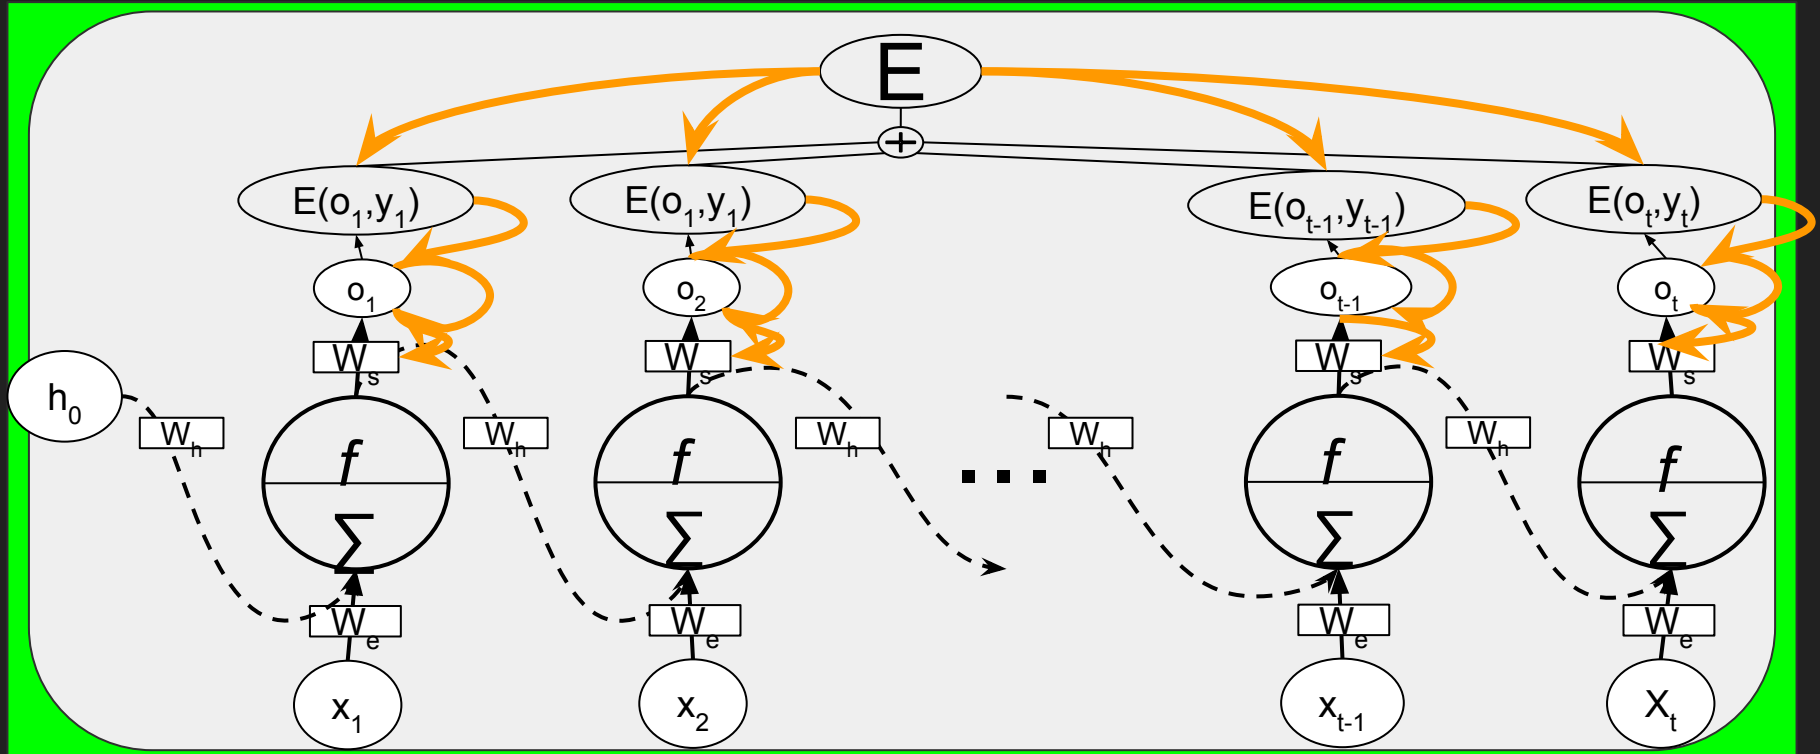 E
+
E(o1,y1) E(o1,y1) E(ot-1,yt-1) E(ot,yt)
o1 o2 ot-1 ot
Ws Ws Ws Ws
h0
Wh Wh Wh Wh Wh
f f f f
...
∑ ∑ ∑ ∑
We We We We
x1 x2 xt-1 Xt